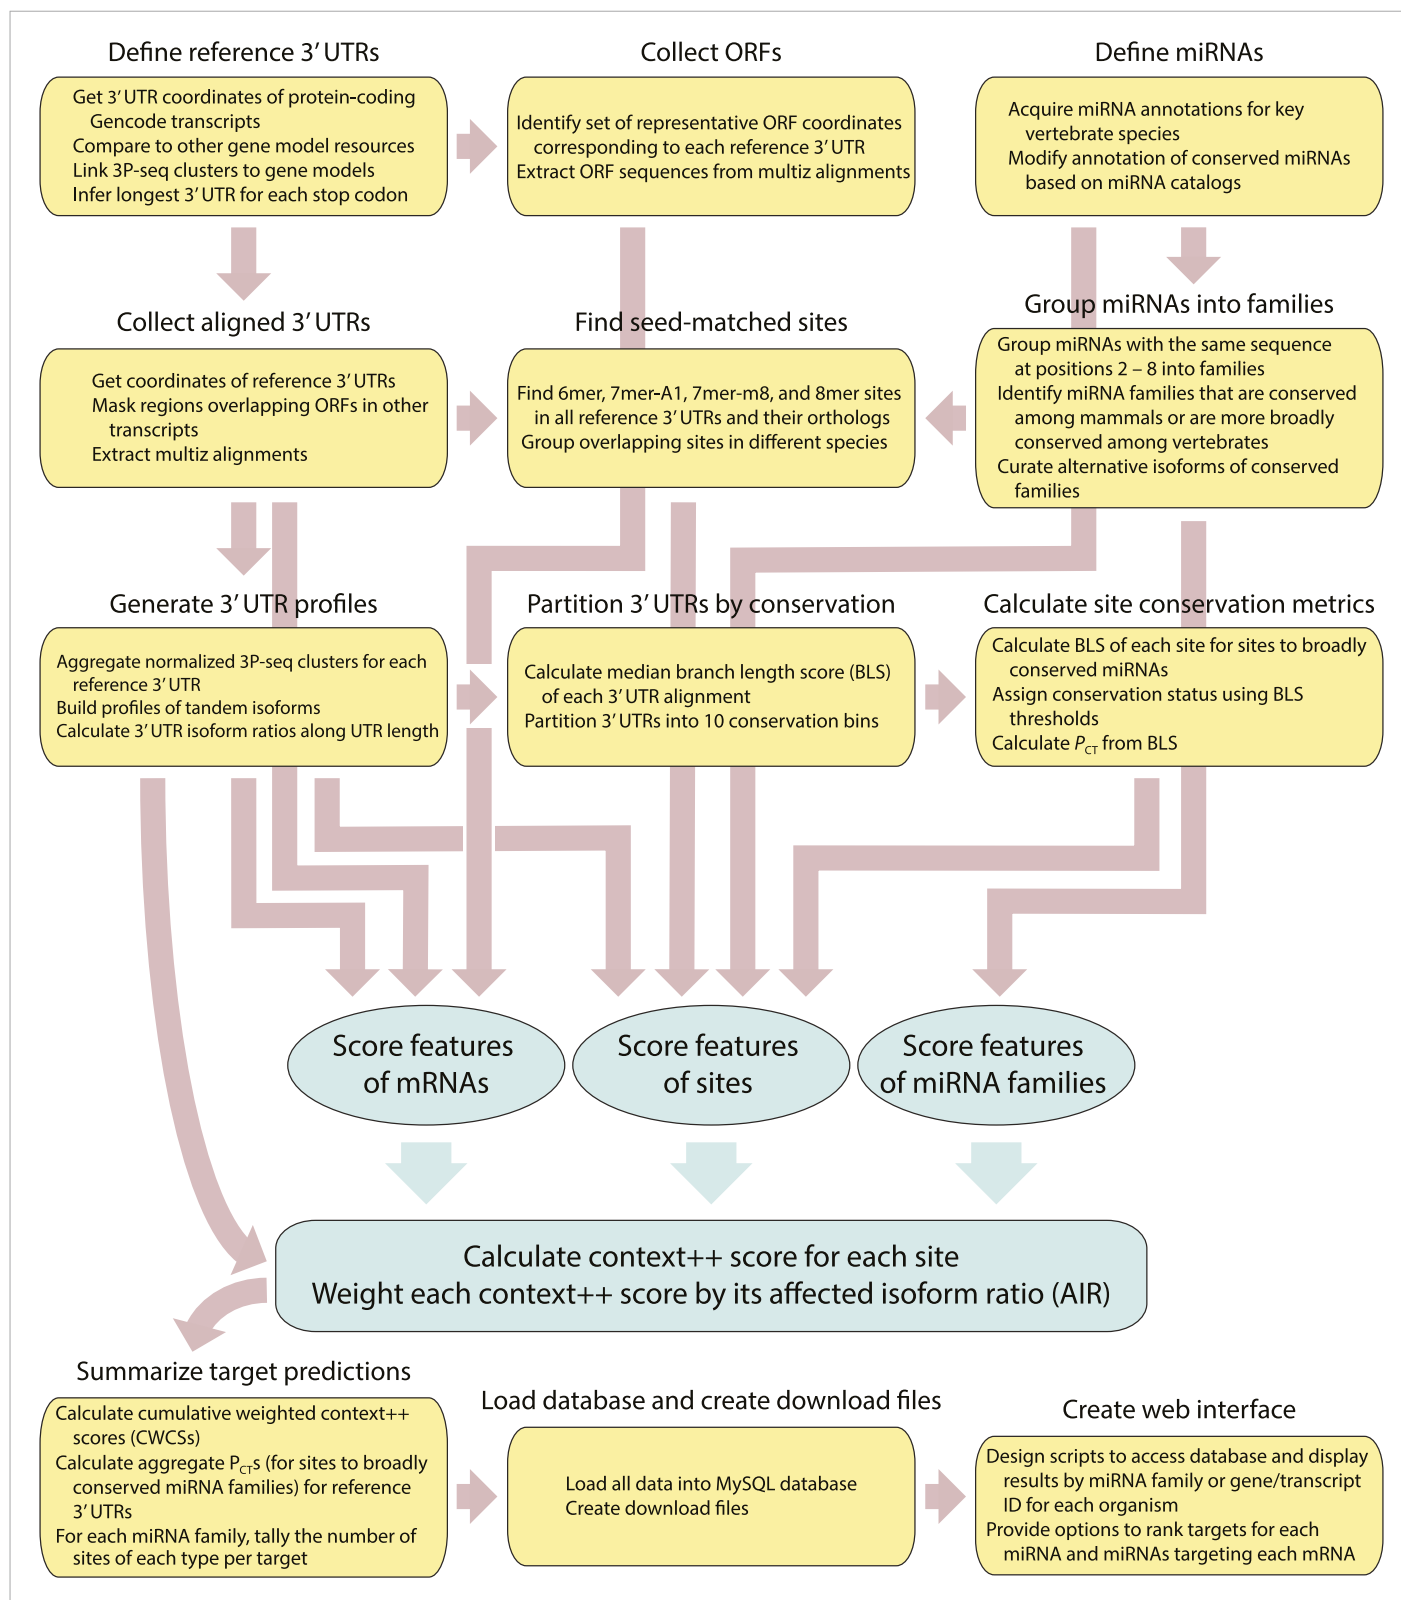 Define reference 3’ UTRs
Get 3’ UTR coordinates of protein-coding
Gencode transcripts
Compare to other gene model resources
Link 3P-seq clusters to gene models
Infer longest 3’ UTR for each stop codon
Collect ORFs
Identify set of representative ORF coordinates
corresponding to each reference 3’ UTR
Extract ORF sequences from multiz alignments
Define miRNAs
Acquire miRNA annotations for key
vertebrate species
Modify annotation of conserved miRNAs
based on miRNA catalogs
Collect aligned 3’ UTRs
Get coordinates of reference 3’ UTRs
Mask regions overlapping ORFs in other
transcripts
Extract multiz alignments
Find seed-matched sites
Find 6mer, 7mer-A1, 7mer-m8, and 8mer sites
in all reference 3’ UTRs and their orthologs
Group overlapping sites in different species
Group miRNAs into families
Group miRNAs with the same sequence
at positions 2 – 8 into families
Identify miRNA families that are conserved
among mammals or are more broadly
conserved among vertebrates
Curate alternative isoforms of conserved
families
Generate 3’ UTR profiles
Aggregate normalized 3P-seq clusters for each
reference 3’ UTR
Build profiles of tandem isoforms
Calculate 3’ UTR isoform ratios along UTR length
Partition 3’ UTRs by conservation
Calculate median branch length score (BLS)
of each 3’ UTR alignment
Partition 3’ UTRs into 10 conservation bins
Calculate site conservation metrics
Calculate BLS of each site for sites to broadly
conserved miRNAs
Assign conservation status using BLS
thresholds
Calculate PCT from BLS
Score features
of mRNAs
Score features
of sites
Score features
of miRNA families
Calculate context++ score for each site
Weight each context++ score by its affected isoform ratio (AIR)
Summarize target predictions
Calculate cumulative weighted context++
scores (CWCSs)
Calculate aggregate PCTs (for sites to broadly
conserved miRNA families) for reference
3’ UTRs
For each miRNA family, tally the number of
sites of each type per target
Load database and create download files
Load all data into MySQL database
Create download files
Create web interface
Design scripts to access database and display
results by miRNA family or gene/transcript
ID for each organism
Provide options to rank targets for each
miRNA and miRNAs targeting each mRNA